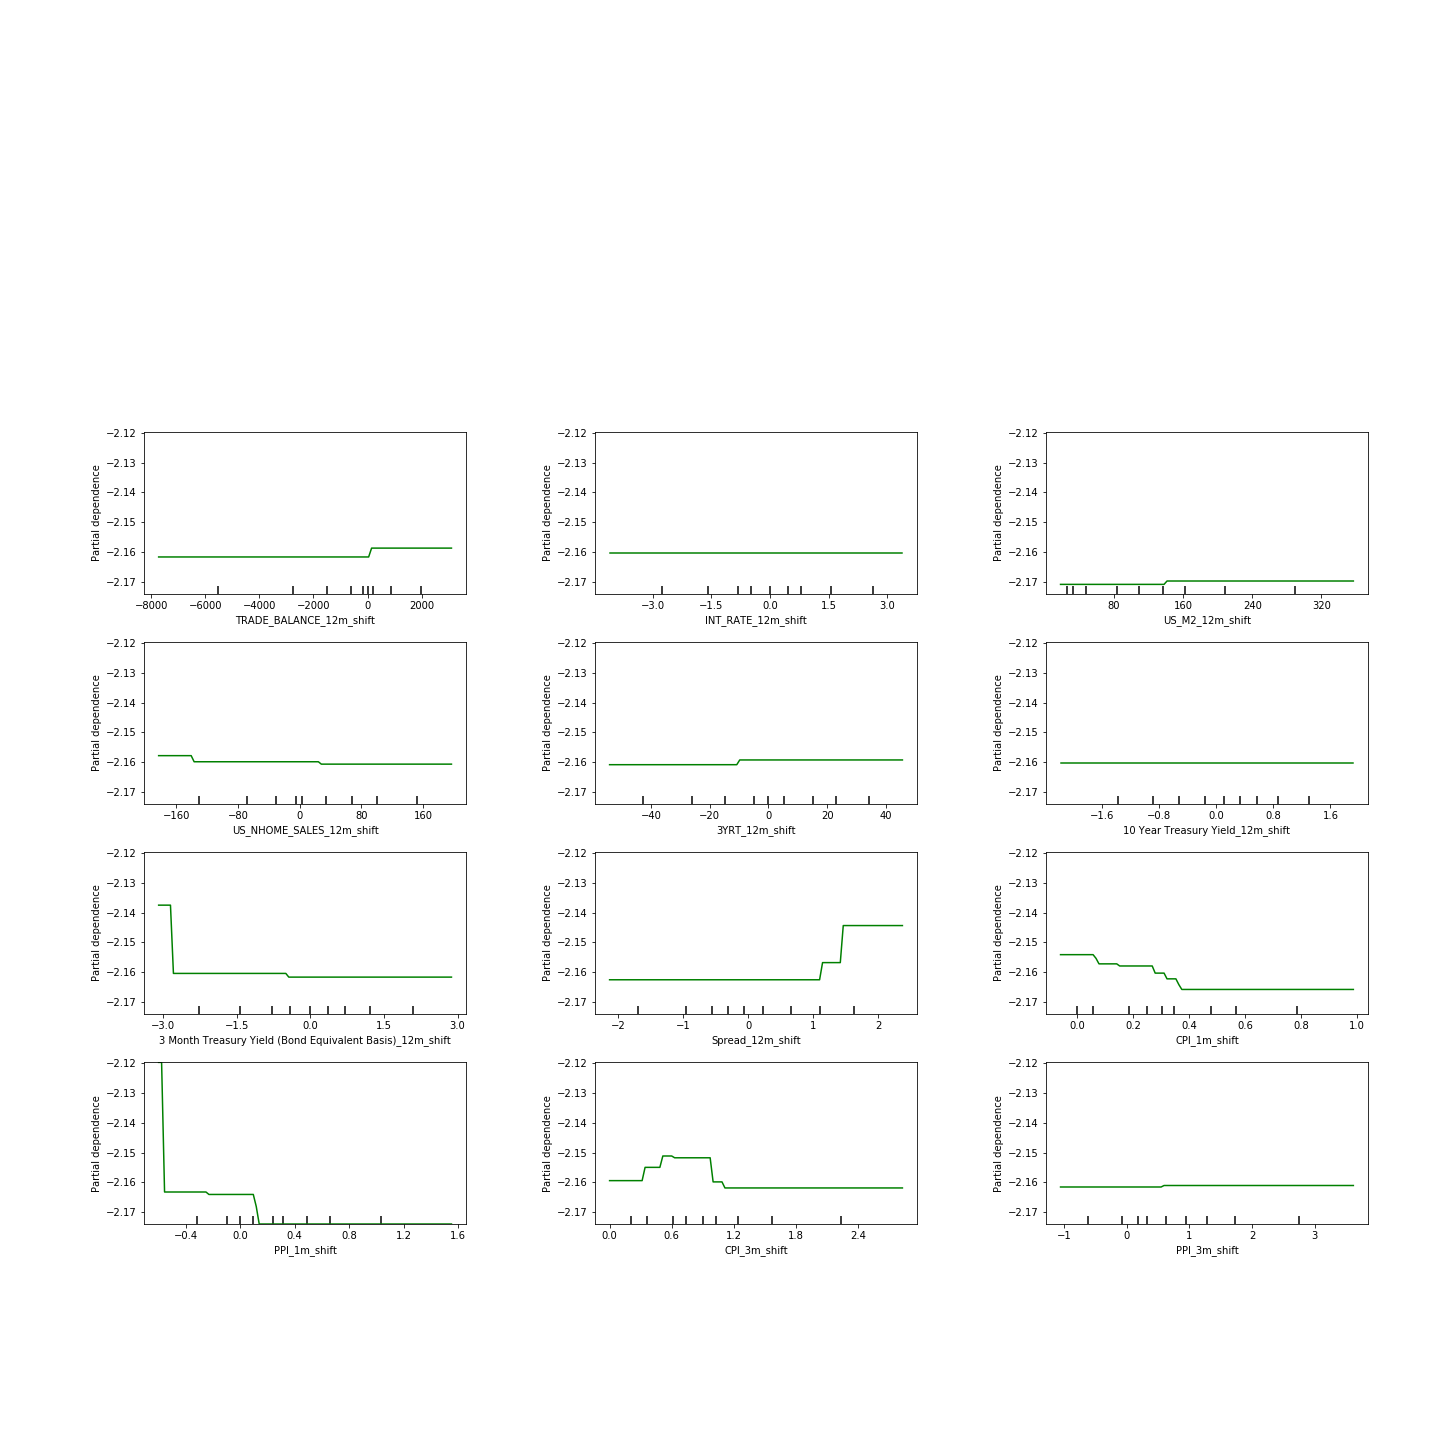 −2.12 −2.12 −2.12
−2.13 −2.13 −2.13
−2.14 −2.14 −2.14
−2.15 −2.15 −2.15
−2.16 −2.16 −2.16
−2.17 −2.17 −2.17
Partial dependence Partial dependence Partial dependence
−8000 −6000 −4000 −2000 0 2000 −3.0 −1.5 0.0 1.5 3.0 80 160 240 320
TRADE_BALANCE_12m_shift INT_RATE_12m_shift US_M2_12m_shift
−2.12 −2.12 −2.12
−2.13 −2.13 −2.13
−2.14 −2.14 −2.14
−2.15 −2.15 −2.15
−2.16 −2.16 −2.16
−2.17 −2.17 −2.17
Partial dependence Partial dependence Partial dependence
−160 −80 0 80 160 −40 −20 0 20 40 −1.6 −0.8 0.0 0.8 1.6
US_NHOME_SALES_12m_shift 3YRT_12m_shift 10 Year Treasury Yield_12m_shift
−2.12 −2.12 −2.12
−2.13 −2.13 −2.13
−2.14 −2.14 −2.14
−2.15 −2.15 −2.15
−2.16 −2.16 −2.16
−2.17 −2.17 −2.17
Partial dependence Partial dependence Partial dependence
−3.0 −1.5 0.0 1.5 3.0 −2 −1 0 1 2 0.0 0.2 0.4 0.6 0.8 1.0
3 Month Treasury Yield (Bond Equivalent Basis)_12m_shift Spread_12m_shift CPI_1m_shift
−2.12 −2.12 −2.12
−2.13 −2.13 −2.13
−2.14 −2.14 −2.14
−2.15 −2.15 −2.15
−2.16 −2.16 −2.16
−2.17 −2.17 −2.17
Partial dependence Partial dependence Partial dependence
−0.4 0.0 0.4 0.8 1.2 1.6 0.0 0.6 1.2 1.8 2.4 −1 0 1 2 3
PPI_1m_shift CPI_3m_shift PPI_3m_shift